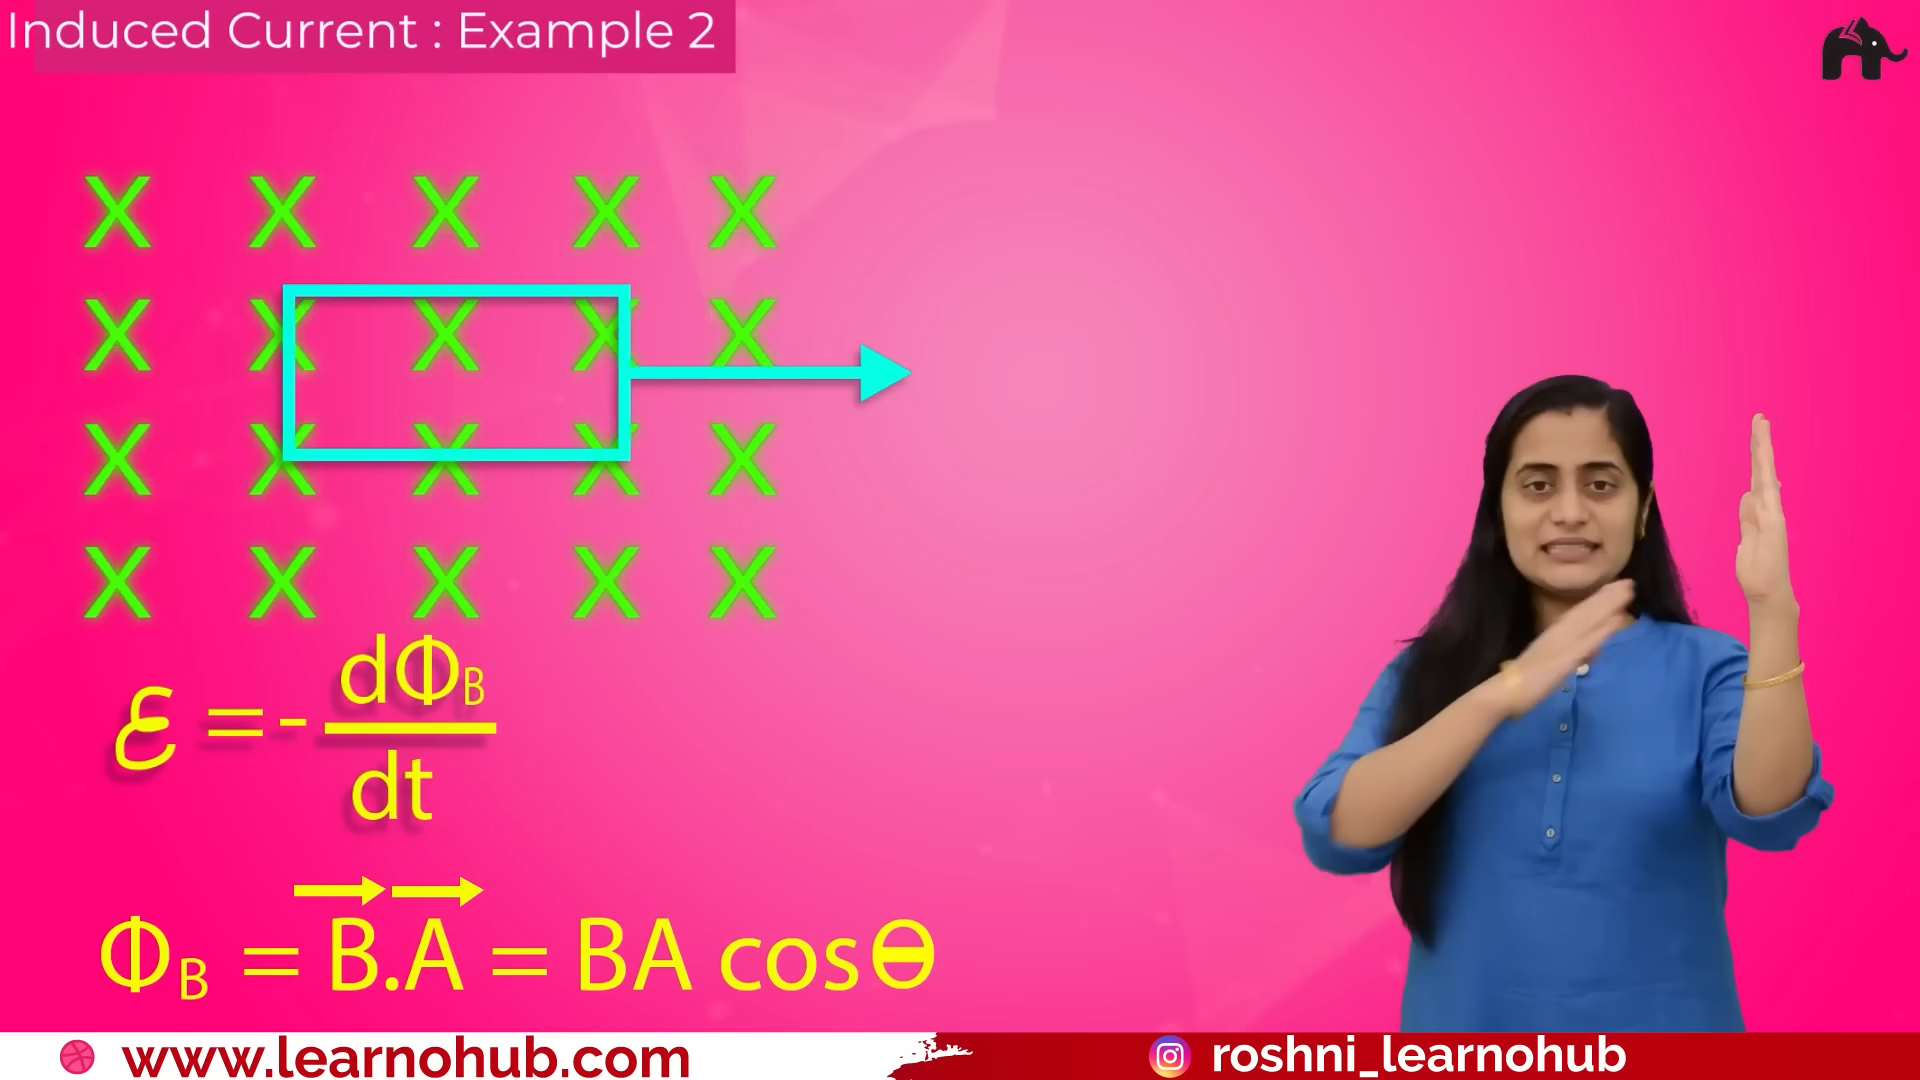 Induced Current : Example 2
X X X X X
X X X X X
X X X X X
X X X X X
ε = - dΦB
dt
ΦB = B.A = BA cosΘ
www.learnohub.com
roshni_learnohub